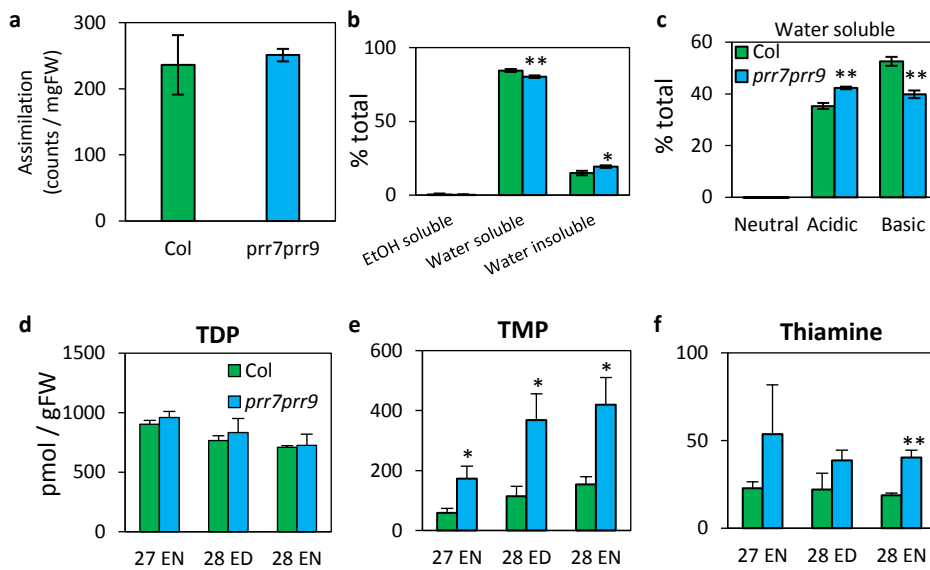 a
Assimilation
(counts / mgFW)
300
200
100
0
Col
prr7prr9
b
% total
100
50
0
**
*
EtOH soluble
Water soluble
Water insoluble
c
Water soluble
% total
60
40
20
0
Col
prr7prr9
**
**
Neutral
Acidic
Basic
d
TDP
pmol / gFW
1500
1000
500
0
Col
prr7prr9
27 EN
28 ED
28 EN
e
TMP
600
400
200
0
*
*
*
27 EN
28 ED
28 EN
f
Thiamine
100
50
0
**
27 EN
28 ED
28 EN